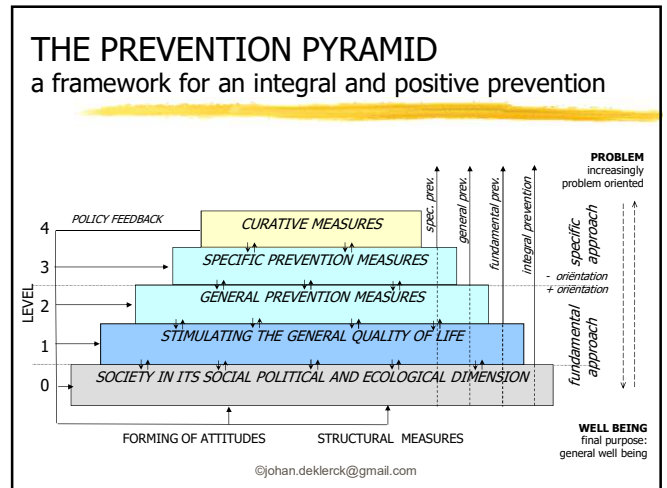 THE PREVENTION PYRAMID
a framework for an integral and positive prevention
PROBLEM
increasingly
problem oriented
spec. prev.
general prev.
fundamental prev.
integral prevention
specific
approach
- oriëntation
+ oriëntation
fundamental
approach
WELL BEING
final purpose:
general well being
POLICY FEEDBACK
LEVEL
4
CURATIVE MEASURES
3
SPECIFIC PREVENTION MEASURES
2
GENERAL PREVENTION MEASURES
1
STIMULATING THE GENERAL QUALITY OF LIFE
0
SOCIETY IN ITS SOCIAL POLITICAL AND ECOLOGICAL DIMENSION
FORMING OF ATTITUDES
STRUCTURAL MEASURES
©johan.deklerck@gmail.com